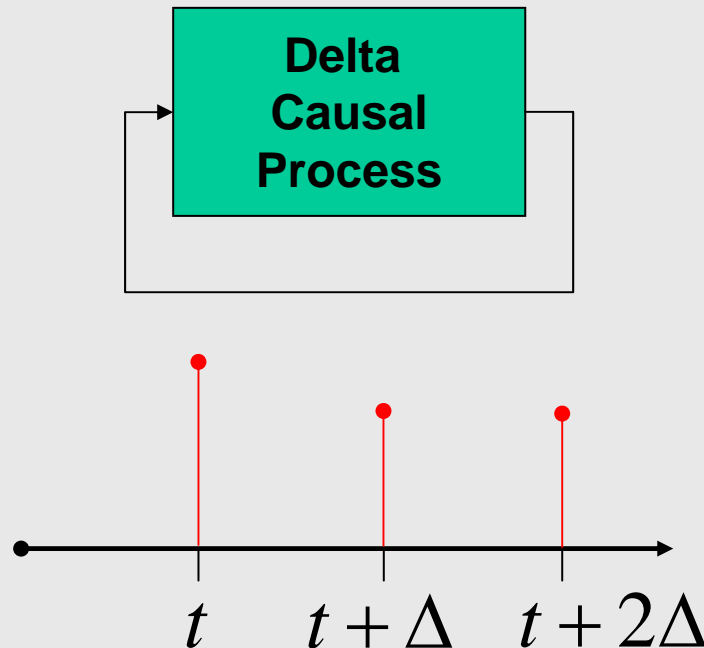 Delta
Causal
Process
t t + Δ t + 2Δ